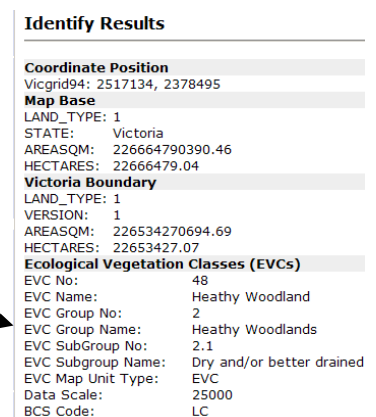 Identify Results
Coordinate Position
Vicgrid94: 2517134, 2378495
Map Base
LAND_TYPE: 1
STATE: Victoria
AREASQM: 226664790390.46
HECTARES: 22666479.04
Victoria Boundary
LAND_TYPE: 1
VERSION: 1
AREASQM: 226534270694.69
HECTARES: 22653427.07
Ecological Vegetation Classes (EVCs)
EVC No: 48
EVC Name: Heathy Woodland
EVC Group No: 2
EVC Group Name: Heathy Woodlands
EVC SubGroup No: 2.1
EVC Subgroup Name: Dry and/or better drained
EVC Map Unit Type: EVC
Data Scale: 25000
BCS Code: LC